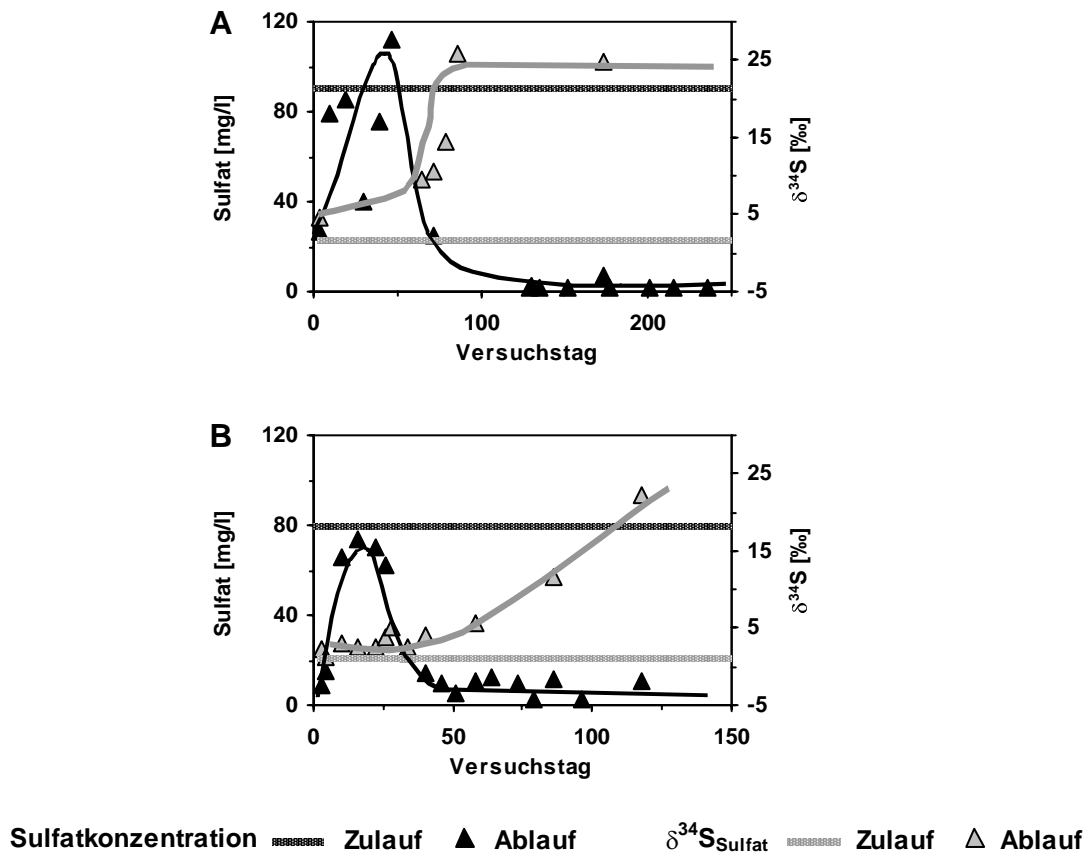 A
120
80
40
0
Sulfat [mg/l]
25
15
5
-5
δ³⁴S [‰]
0
100
200
Versuchstag
B
120
80
40
0
Sulfat [mg/l]
25
15
5
-5
δ³⁴S [‰]
0
50
100
150
Versuchstag
Sulfatkonzentration Zulauf Ablauf δ³⁴S_Sulfat Zulauf Ablauf